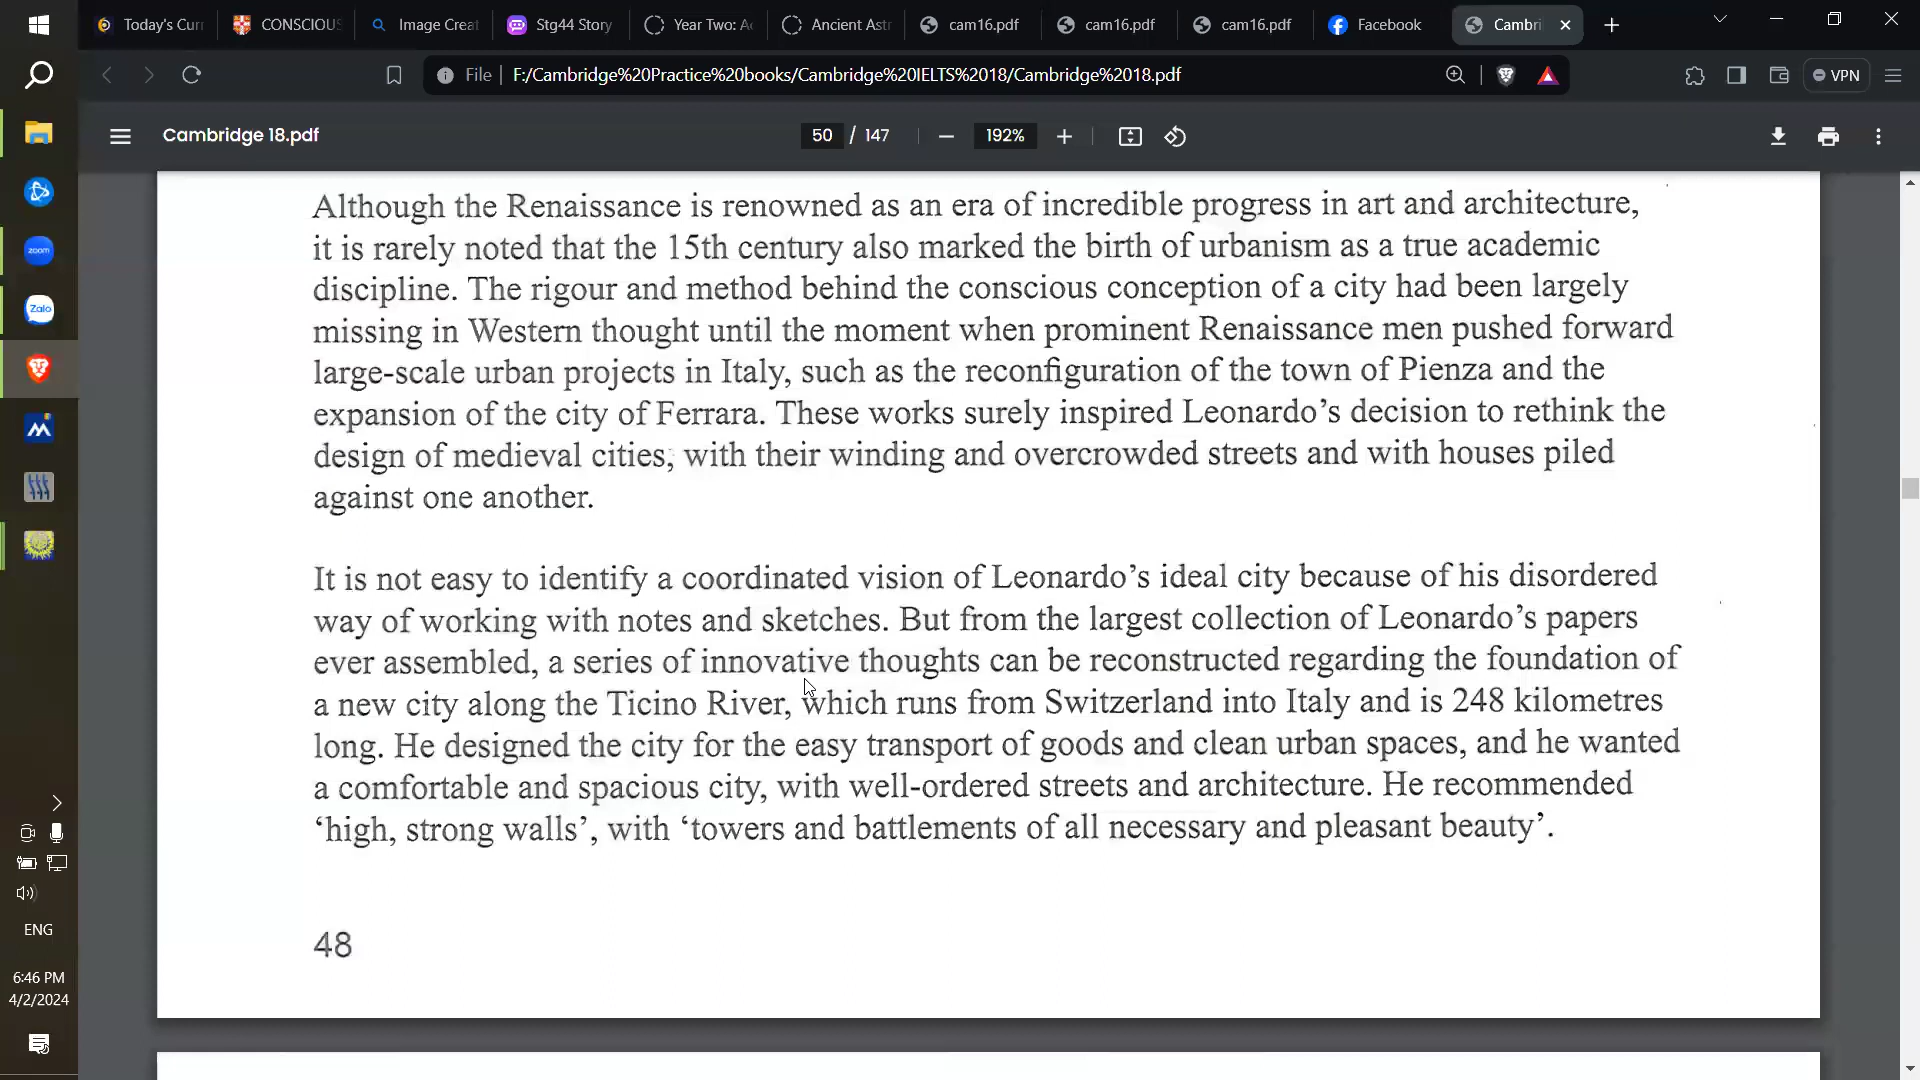 Today's Curr
CONSCIOUS
Image Creat
Stg44 Story
Year Two: Ac
Ancient Astr
cam16.pdf
cam16.pdf
cam16.pdf
Facebook
Cambri
File
F:/Cambridge%20Practice%20books/Cambridge%20IELTS%2018/Cambridge%2018.pdf
VPN
Cambridge 18.pdf
50 / 147
192%
Although the Renaissance is renowned as an era of incredible progress in art and architecture,
it is rarely noted that the 15th century also marked the birth of urbanism as a true academic
discipline. The rigour and method behind the conscious conception of a city had been largely
missing in Western thought until the moment when prominent Renaissance men pushed forward
large-scale urban projects in Italy, such as the reconfiguration of the town of Pienza and the
expansion of the city of Ferrara. These works surely inspired Leonardo's decision to rethink the
design of medieval cities, with their winding and overcrowded streets and with houses piled
against one another.
It is not easy to identify a coordinated vision of Leonardo's ideal city because of his disordered
way of working with notes and sketches. But from the largest collection of Leonardo's papers
ever assembled, a series of innovative thoughts can be reconstructed regarding the foundation of
a new city along the Ticino River, which runs from Switzerland into Italy and is 248 kilometres
long. He designed the city for the easy transport of goods and clean urban spaces, and he wanted
a comfortable and spacious city, with well-ordered streets and architecture. He recommended
‘high, strong walls’, with ‘towers and battlements of all necessary and pleasant beauty’.
48
zoom
Zalo
ENG
6:46 PM
4/2/2024